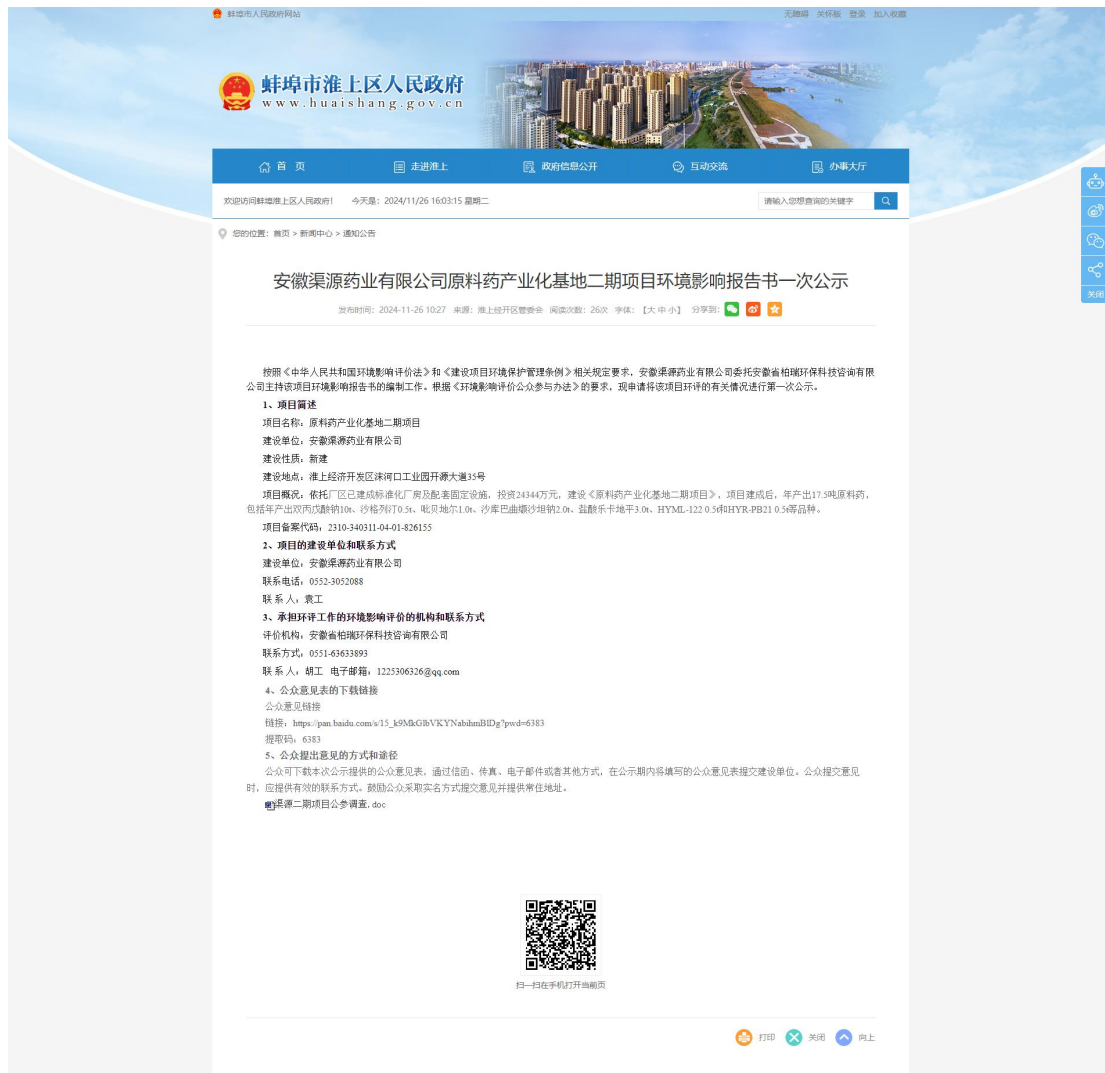 蚌埠市人民政府网站
无障碍 关怀版 登录 加入收藏
蚌埠市淮上区人民政府
www.huaishang.gov.cn
首 页
走进淮上
政府信息公开
互动交流
办事大厅
欢迎访问蚌埠淮上区人民政府! 今天是: 2024/11/26 16:03:15 星期二
请输入您想查询的关键字
您的位置: 首页 > 新闻中心 > 通知公告
关闭
安徽渠源药业有限公司原料药产业化基地二期项目环境影响报告书一次公示
发布时间: 2024-11-26 10:27 来源: 淮上经开区管委会 阅读次数: 26次 字体: 【大 中 小】 分享到:
按照《中华人民共和国环境影响评价法》和《建设项目环境保护管理条例》相关规定要求，安徽渠源药业有限公司委托安徽省柏瑞环保科技咨询有限
公司主持该项目环境影响报告书的编制工作。根据《环境影响评价公众参与办法》的要求，现申请将该项目环评的有关情况进行第一次公示。
1、项目简述
项目名称：原料药产业化基地二期项目
建设单位：安徽渠源药业有限公司
建设性质：新建
建设地点：淮上经济开发区沫河口工业园开源大道35号
项目概况：依托厂区已建成标准化厂房及配套固定设施，投资24344万元，建设《原料药产业化基地二期项目》，项目建成后，年产出17.5吨原料药，
包括年产出双丙戊酸钠10t、沙格列汀0.5t、吡贝地尔1.0t、沙库巴曲缬沙坦钠2.0t、盐酸乐卡地平3.0t、HYML-122 0.5t和HYR-PB21 0.5t等品种。
项目备案代码：2310-340311-04-01-826155
2、项目的建设单位和联系方式
建设单位：安徽渠源药业有限公司
联系电话：0552-3052088
联 系 人：袁工
3、承担环评工作的环境影响评价的机构和联系方式
评价机构：安徽省柏瑞环保科技咨询有限公司
联系方式：0551-63633893
联 系 人：胡工 电子邮箱：1225306326@qq.com
4、公众意见表的下载链接
公众意见链接
链接：https://pan.baidu.com/s/15_k9MkGlbVKYNabihmBlDg?pwd=6383
提取码：6383
5、公众提出意见的方式和途径
公众可下载本次公示提供的公众意见表，通过信函、传真、电子邮件或者其他方式，在公示期内将填写的公众意见表提交建设单位。公众提交意见
时，应提供有效的联系方式。鼓励公众采取实名方式提交意见并提供常住地址。
渠源二期项目公参调查.doc
扫一扫在手机打开当前页
打印 关闭 向上